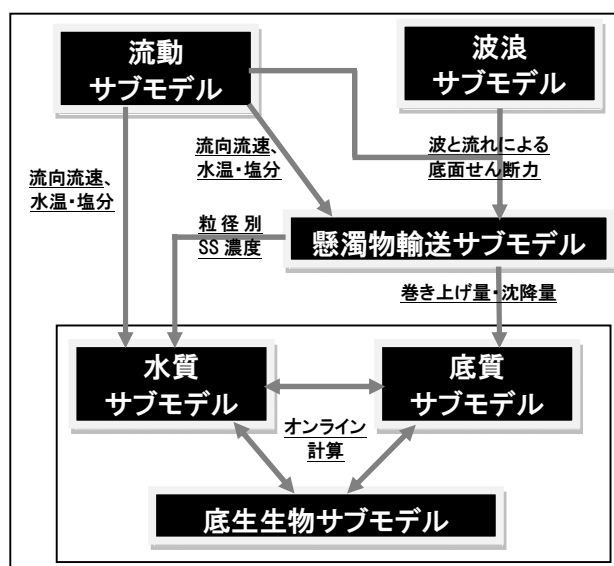 流動
サブモデル
波浪
サブモデル
流向流速、
水温・塩分
流向流速、
水温・塩分
波と流れによる
底面せん断力
粒径別
SS 濃度
懸濁物輸送サブモデル
巻き上げ量・沈降量
水質
サブモデル
底質
サブモデル
オンライン
計算
底生生物サブモデル